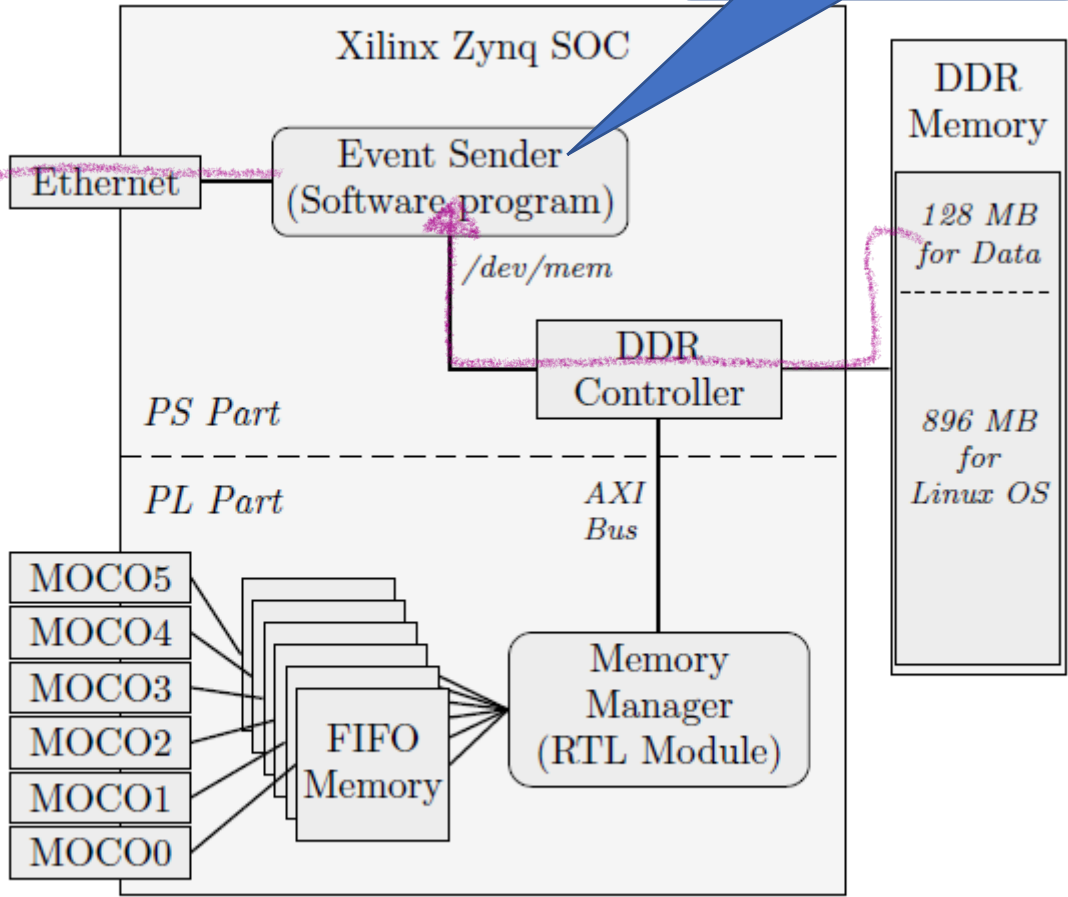 Xilinx Zynq SOC
DDR
Memory
Event Sender
(Software program)
Ethernet
128 MB
for Data
/dev/mem
DDR
Controller
PS Part
896 MB
for
Linux OS
PL Part
AXI
Bus
MOCO5
MOCO4
MOCO3
MOCO2
MOCO1
MOCO0
FIFO
Memory
Memory
Manager
(RTL Module)